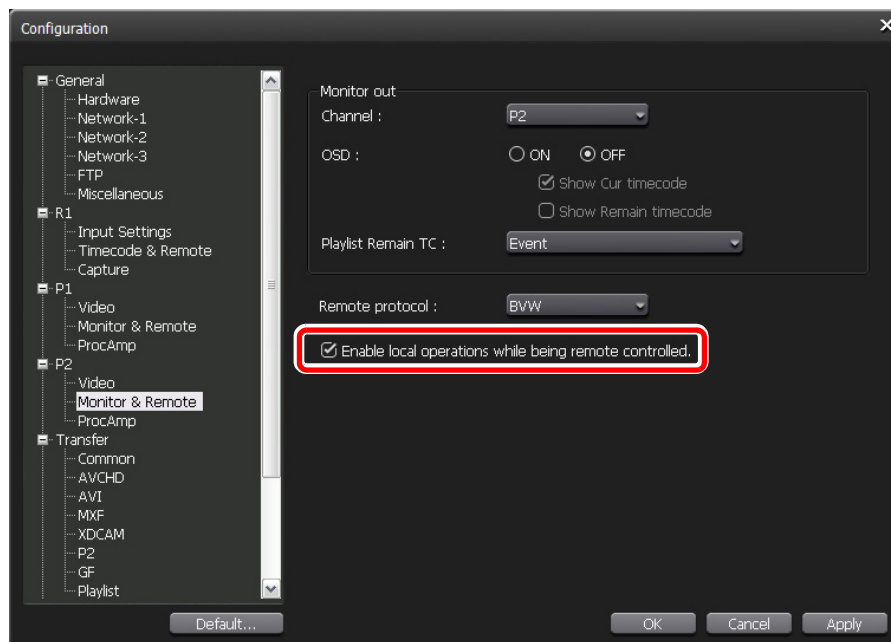 Configuration
General
Hardware
Network-1
Network-2
Network-3
FTP
Miscellaneous
R1
Input Settings
Timecode & Remote
Capture
P1
Video
Monitor & Remote
ProcAmp
P2
Video
Monitor & Remote
ProcAmp
Transfer
Common
AVCHD
AVI
MXF
XDCAM
P2
GF
Playlist
Default...
Monitor out
Channel : P2
OSD : ON OFF
Show Cur timecode
Show Remain timecode
Playlist Remain TC : Event
Remote protocol : BVW
Enable local operations while being remote controlled.
OK Cancel Apply